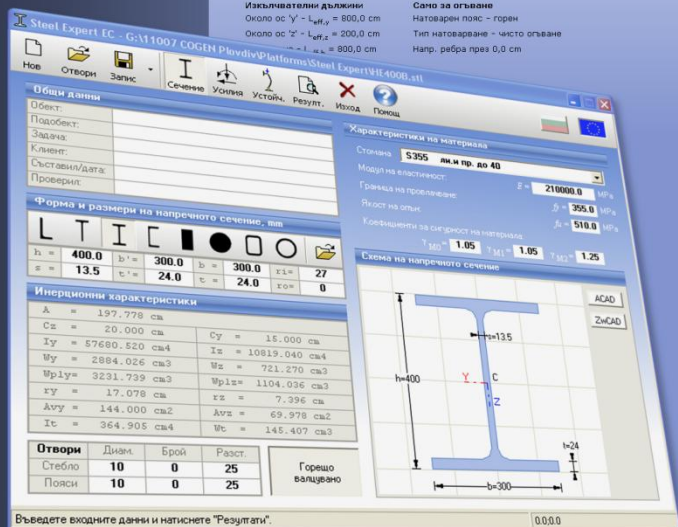 Изкълчвателни дължини
Само за огъване
Около ос 'y' - Leff,y = 800,0 cm
Натоварен пояс - горен
Около ос 'z' - Leff,z = 200,0 cm
Тип натоварване - чисто огъване
= 800,0 cm
Напр. ребра през 0,0 cm
Steel Expert EC - G:\11007 COGEN Plovdiv\Platforms\Steel Expert\HE400B.stl
Нов Отвори Запис Сечение Усилия Устойч. Резулт. Изход Помощ
Общи данни
Обект:
Подобект:
Задача:
Клиент:
Съставил/дата:
Проверил:
Характеристики на материала
Стомана S355 ли.и пр. до 40
Модул на еластичност: E = 210000.0 MPa
Граница на провлачване: fy = 355.0 MPa
Якост на опън: fu = 510.0 MPa
Коефициенти за сигурност на материала
γM0= 1.05 γM1= 1.05 γM2= 1.25
Форма и размери на напречното сечение, mm
h = 400.0 b'= 300.0 b = 300.0 ri= 27
s = 13.5 t'= 24.0 t = 24.0 ro= 0
Инерционни характеристики
A = 197.778 cm
Cz = 20.000 cm Cy = 15.000 cm
Iy = 57680.520 cm4 Iz = 10819.040 cm4
Wy = 2884.026 cm3 Wz = 721.270 cm3
Wply= 3231.739 cm3 Wplz= 1104.036 cm3
ry = 17.078 cm rz = 7.396 cm
Avy = 144.000 cm2 Avz = 69.978 cm2
It = 364.905 cm4 Wt = 145.407 cm3
Отвори Диам. Брой Разст.
Стебло 10 0 25
Пояси 10 0 25
Горещо
валцувано
Схема на напречното сечение
ACAD
ZwCAD
s=13.5
h=400
Y C
Z
t=24
b=300
Въведете входните данни и натиснете "Резултати".
0.0;0.0